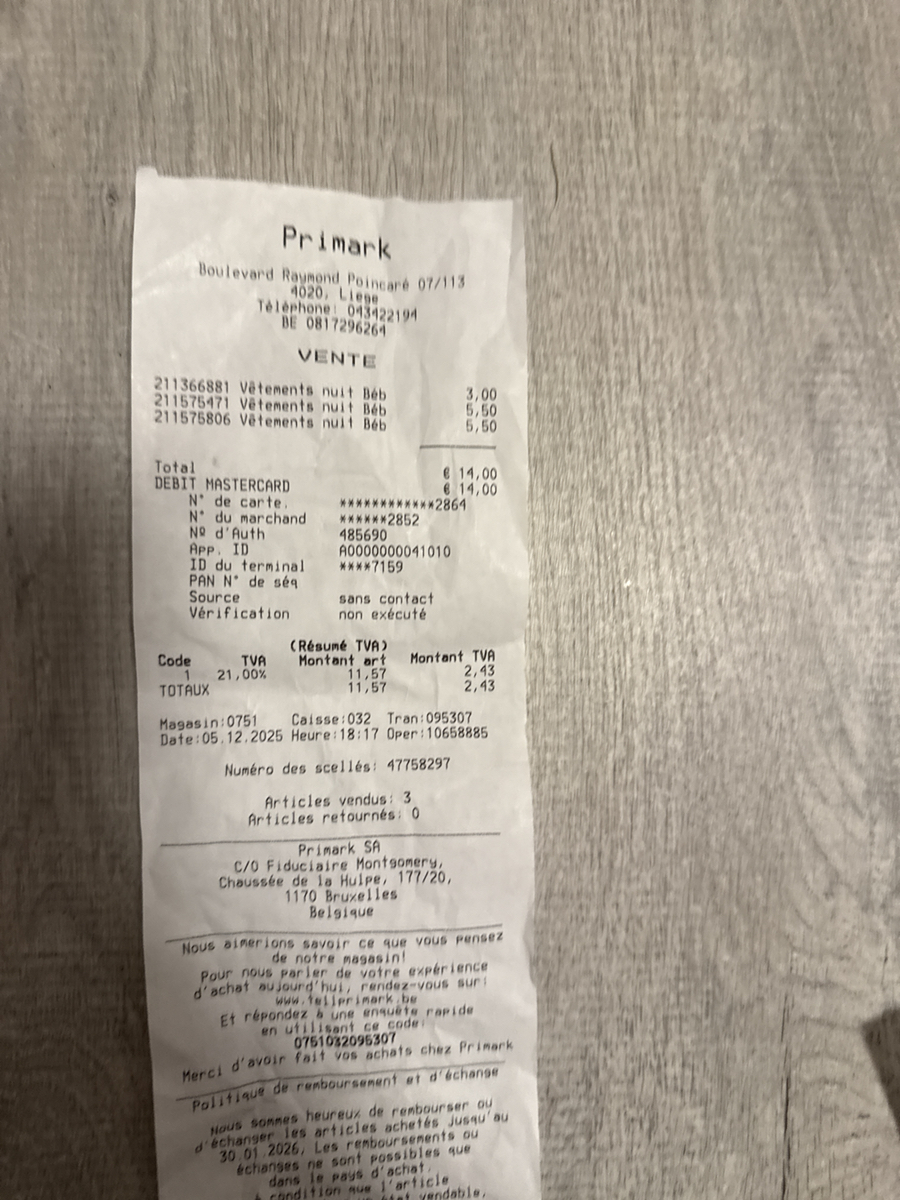 Primark
Boulevard Raymond Poincaré 07/113
4020, Liege
Téléphone: 043422194
BE 0817296264
VENTE
211366881 Vêtements nuit Béb 3,00
211575471 Vêtements nuit Béb 5,50
211575806 Vêtements nuit Béb 5,50
Total € 14,00
DEBIT MASTERCARD € 14,00
N° de carte. ************2864
N° du marchand ******2852
Nº d'Auth 485690
App. ID A0000000041010
ID du terminal ****7159
PAN N° de séq
Source sans contact
Vérification non exécuté
(Résumé TVA)
Code TVA Montant art Montant TVA
1 21,00% 11,57 2,43
TOTAUX 11,57 2,43
Magasin:0751 Caisse:032 Tran:095307
Date:05.12.2025 Heure:18:17 Oper:10658885
Numéro des scellés: 47758297
Articles vendus: 3
Articles retournés: 0
Primark SA
C/O Fiduciaire Montgomery,
Chaussée de la Hulpe, 177/20,
1170 Bruxelles
Belgique
Nous aimerions savoir ce que vous pensez
de notre magasin!
Pour nous parler de votre expérience
d'achat aujourd'hui, rendez-vous sur:
www.tellprimark.be
Et répondez à une enquête rapide
en utilisant ce code:
0751032095307
Merci d'avoir fait vos achats chez Primark
Politique de remboursement et d'échange
Nous sommes heureux de rembourser ou
d'échanger les articles achetés jusqu'au
30.01.2026, Les remboursements ou
échanges ne sont possibles que
dans le pays d'achat.
à condition que l'article
vendable,